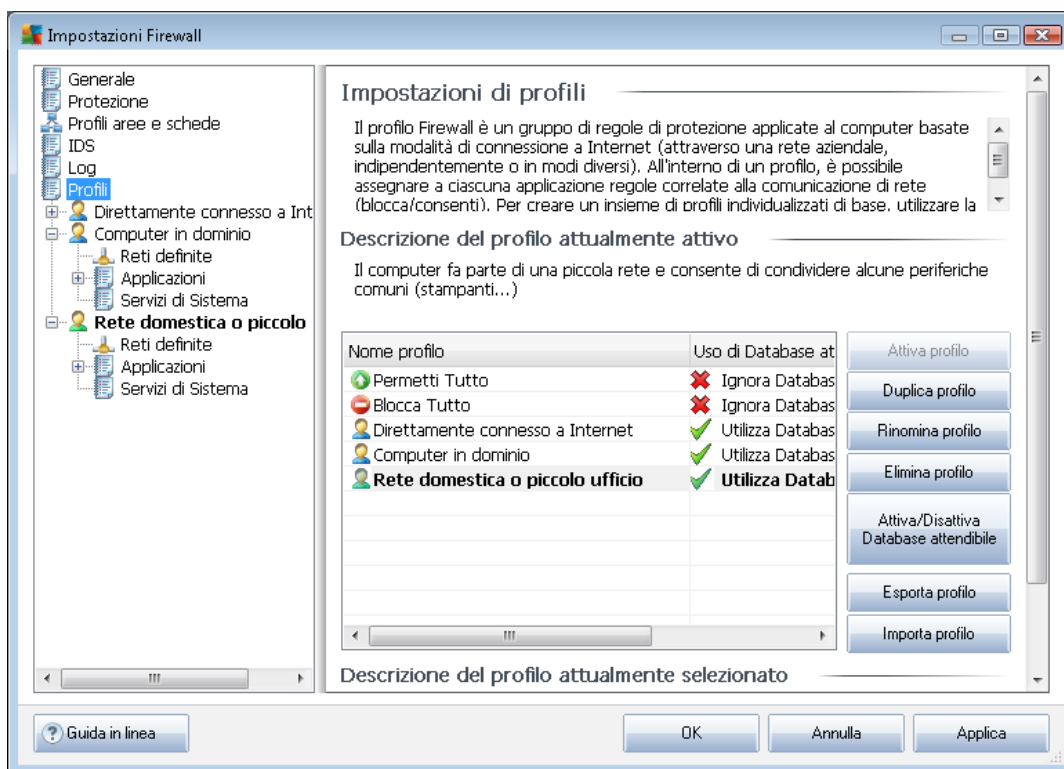 Impostazioni Firewall
Generale
Protezione
Profili aree e schede
IDS
Log
Profili
Direttamente connesso a Int
Computer in dominio
Reti definite
Applicazioni
Servizi di Sistema
Rete domestica o piccolo
Reti definite
Applicazioni
Servizi di Sistema
Impostazioni di profili
Il profilo Firewall è un gruppo di regole di protezione applicate al computer basate
sulla modalità di connessione a Internet (attraverso una rete aziendale,
indipendentemente o in modi diversi). All'interno di un profilo, è possibile
assegnare a ciascuna applicazione regole correlate alla comunicazione di rete
(blocca/consenti). Per creare un insieme di profili individualizzati di base, utilizzare la
Descrizione del profilo attualmente attivo
Il computer fa parte di una piccola rete e consente di condividere alcune periferiche
comuni (stampanti...)
Nome profilo Uso di Database at
Permetti Tutto Ignora Databas
Blocca Tutto Ignora Databas
Direttamente connesso a Internet Utilizza Databas
Computer in dominio Utilizza Databas
Rete domestica o piccolo ufficio Utilizza Datab
Attiva profilo
Duplica profilo
Rinomina profilo
Elimina profilo
Attiva/Disattiva
Database attendibile
Esporta profilo
Importa profilo
Descrizione del profilo attualmente selezionato
Guida in linea
OK
Annulla
Applica